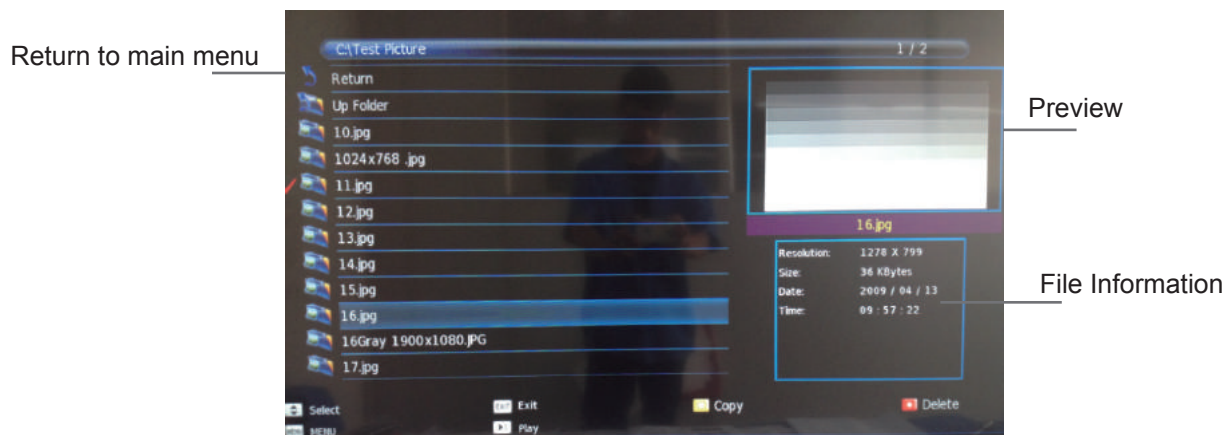 Return to main menu
C:\Test Picture 1 / 2
Return
Up Folder
10.jpg
1024x768 .jpg
11.jpg
12.jpg
13.jpg
14.jpg
15.jpg
16.jpg
16Gray 1900x1080.JPG
17.jpg
Preview
16.jpg
Resolution: 1278 X 799
Size: 36 KBytes
Date: 2009 / 04 / 13
Time: 09 : 57 : 22
File Information
Select
EXIT Exit
Copy
Delete
MENU MENU
Play